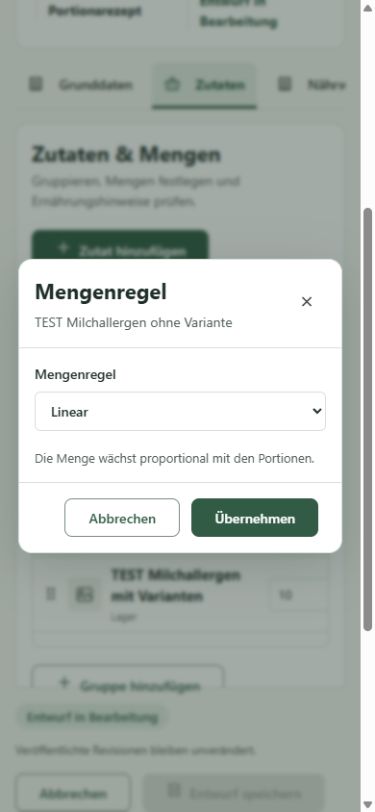 Portionsrezept
Entwurf in
Bearbeitung
Grunddaten
Zutaten
Nährw
Zutaten & Mengen
Gruppieren, Mengen festlegen und
Ernährungshinweise prüfen.
+ Zutat hinzufügen
Mengenregel
×
TEST Milchallergen ohne Variante
Mengenregel
Linear
Die Menge wächst proportional mit den Portionen.
Abbrechen
Übernehmen
TEST Milchallergen
mit Varianten
10
Lager
+ Gruppe hinzufügen
Entwurf in Bearbeitung
Veröffentlichte Revisionen bleiben unverändert.
Abbrechen
Entwurf speichern